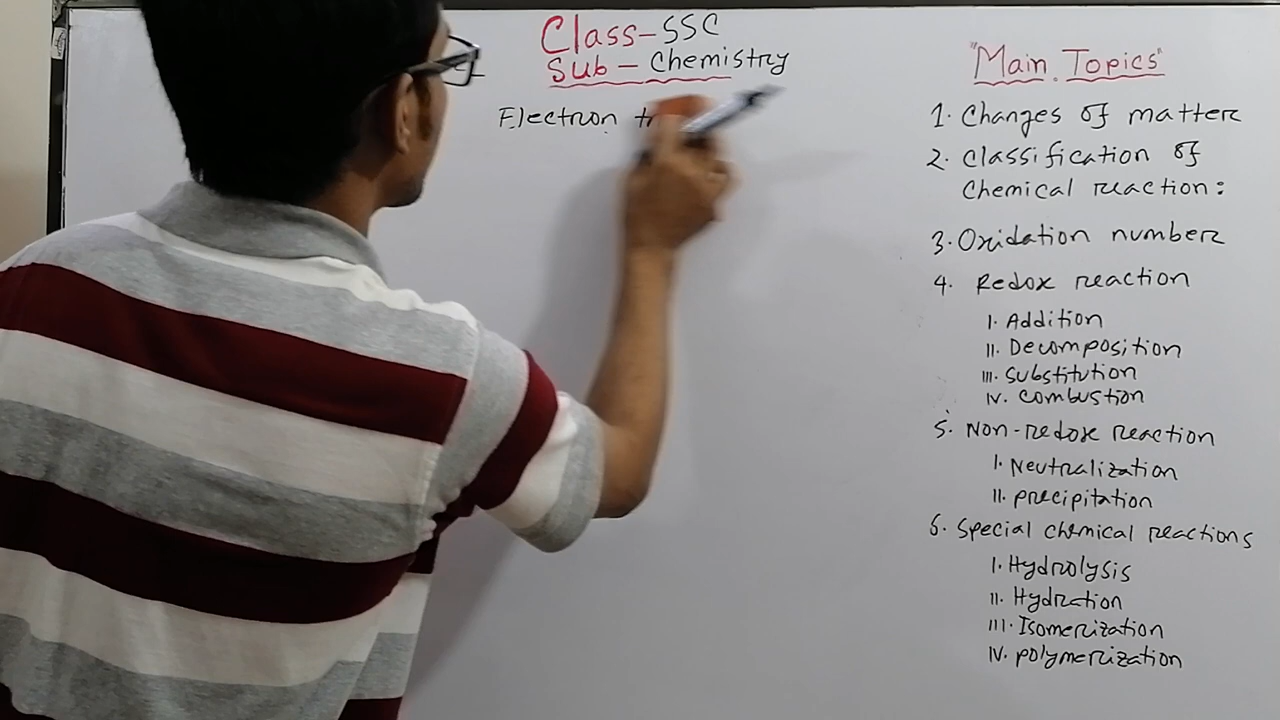 Class-SSC
Sub - Chemistry
Electron
"Main Topics"
1. Changes of matter
2. Classification of
Chemical reaction:
3. Oxidation number
4. Redox reaction
I. Addition
II. Decomposition
III. Substitution
IV. Combustion
5. Non-redox reaction
I. Neutralization
II. precipitation
6. Special chemical reactions
I. Hydrolysis
II. Hydration
III. Isomerization
IV. polymerization